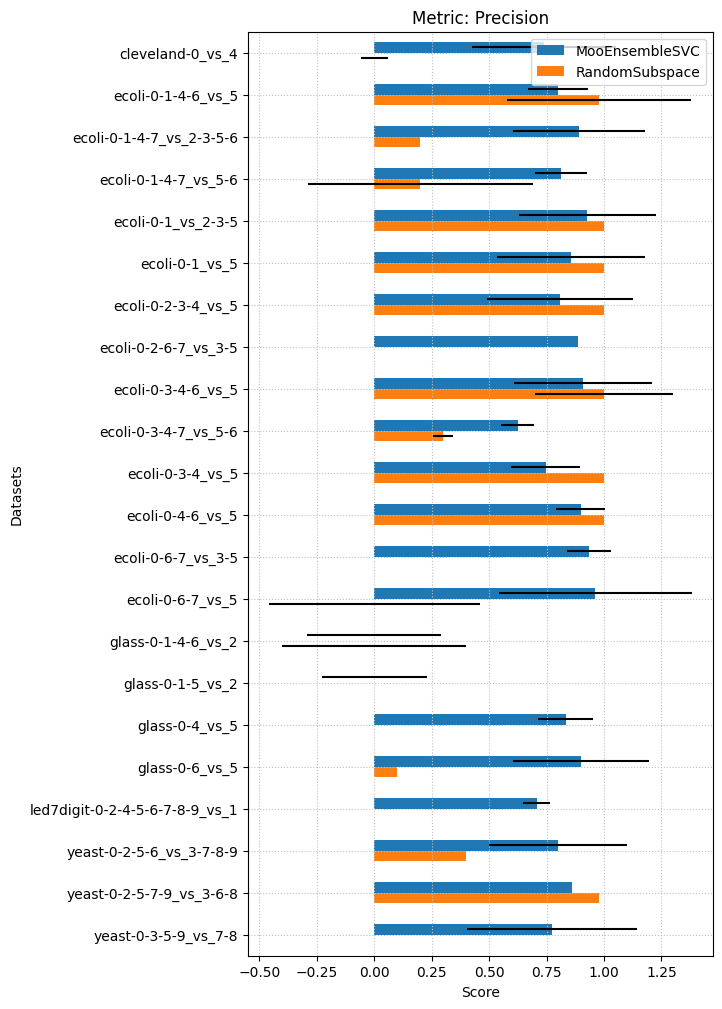 Metric: Precision
MooEnsembleSVC
RandomSubspace
cleveland-0_vs_4
ecoli-0-1-4-6_vs_5
ecoli-0-1-4-7_vs_2-3-5-6
ecoli-0-1-4-7_vs_5-6
ecoli-0-1_vs_2-3-5
ecoli-0-1_vs_5
ecoli-0-2-3-4_vs_5
ecoli-0-2-6-7_vs_3-5
ecoli-0-3-4-6_vs_5
ecoli-0-3-4-7_vs_5-6
ecoli-0-3-4_vs_5
ecoli-0-4-6_vs_5
ecoli-0-6-7_vs_3-5
ecoli-0-6-7_vs_5
glass-0-1-4-6_vs_2
glass-0-1-5_vs_2
glass-0-4_vs_5
glass-0-6_vs_5
led7digit-0-2-4-5-6-7-8-9_vs_1
yeast-0-2-5-6_vs_3-7-8-9
yeast-0-2-5-7-9_vs_3-6-8
yeast-0-3-5-9_vs_7-8
Datasets
−0.50 −0.25 0.00 0.25 0.50 0.75 1.00 1.25
Score